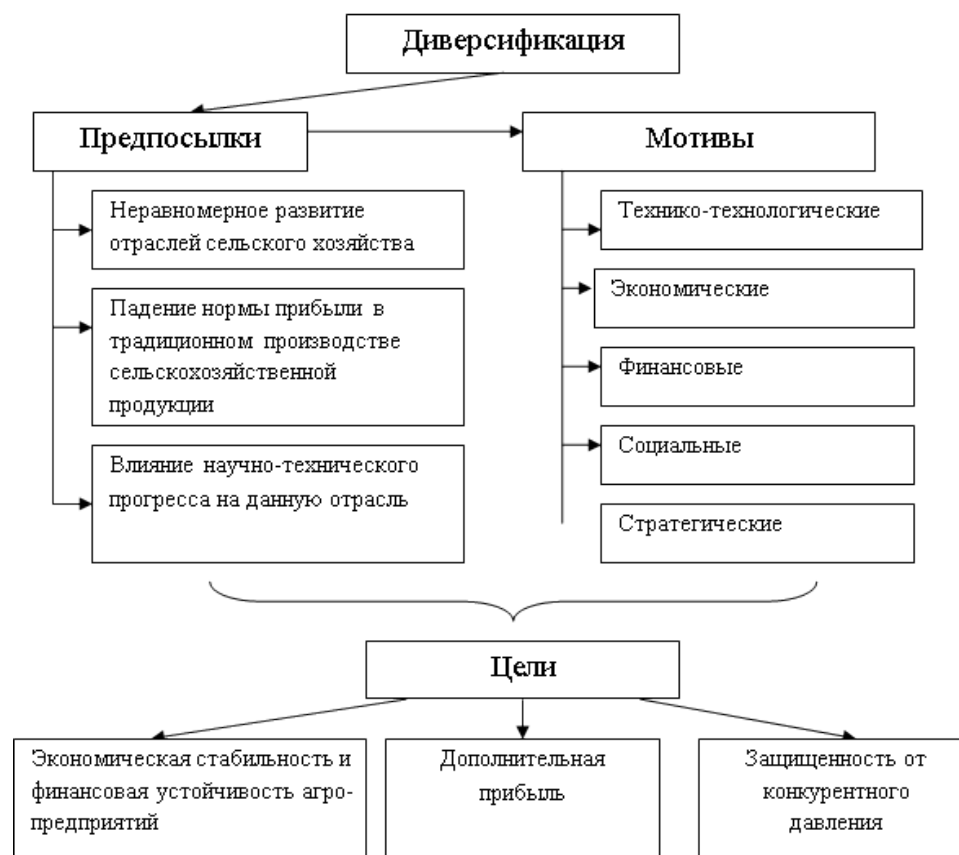 Диверсификация
Предпосылки
Мотивы
Неравномерное развитие
отраслей сельского хозяйства
Падение нормы прибыли в
традиционном производстве
сельскохозяйственной
продукции
Влияние научно-технического
прогресса на данную отрасль
Технико-технологические
Экономические
Финансовые
Социальные
Стратегические
Цели
Экономическая стабильность и
финансовая устойчивость агро-
предприятий
Дополнительная
прибыль
Защищенность от
конкурентного
давления